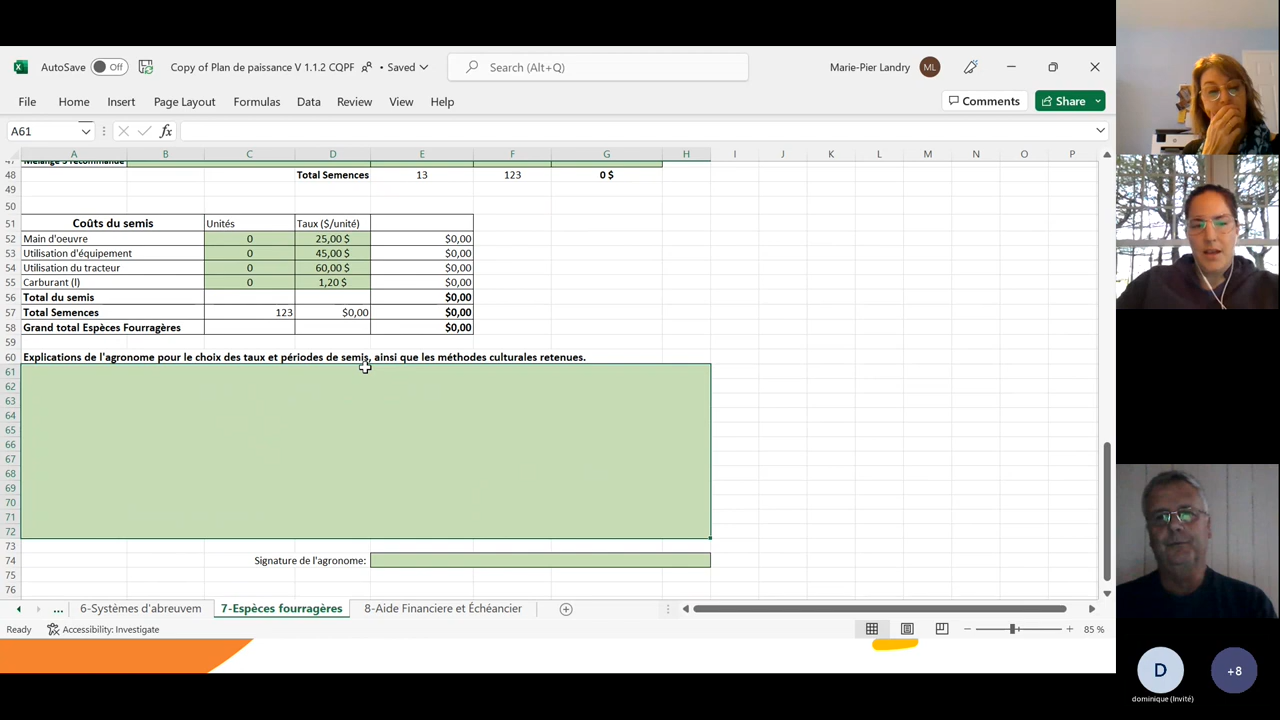 AutoSave Off Copy of Plan de paissance V 1.1.2 CQPF • Saved Search (Alt+Q) Marie-Pier Landry ML
File Home Insert Page Layout Formulas Data Review View Help Comments Share
A61 fx
A B C D E F G H I J K L M N O P
47 Mélange 5 recommandé
48 Total Semences 13 123 0 $
49
50
51 Coûts du semis Unités Taux ($/unité)
52 Main d'oeuvre 0 25,00 $ $0,00
53 Utilisation d'équipement 0 45,00 $ $0,00
54 Utilisation du tracteur 0 60,00 $ $0,00
55 Carburant (l) 0 1,20 $ $0,00
56 Total du semis $0,00
57 Total Semences 123 $0,00 $0,00
58 Grand total Espèces Fourragères $0,00
59
60 Explications de l'agronome pour le choix des taux et périodes de semis, ainsi que les méthodes culturales retenues.
61
62
63
64
65
66
67
68
69
70
71
72
73
74 Signature de l'agronome:
75
76
... 6-Systèmes d'abreuvem 7-Espèces fourragères 8-Aide Financiere et Échéancier
Ready Accessibility: Investigate 85 %
D +8
dominique (Invité)